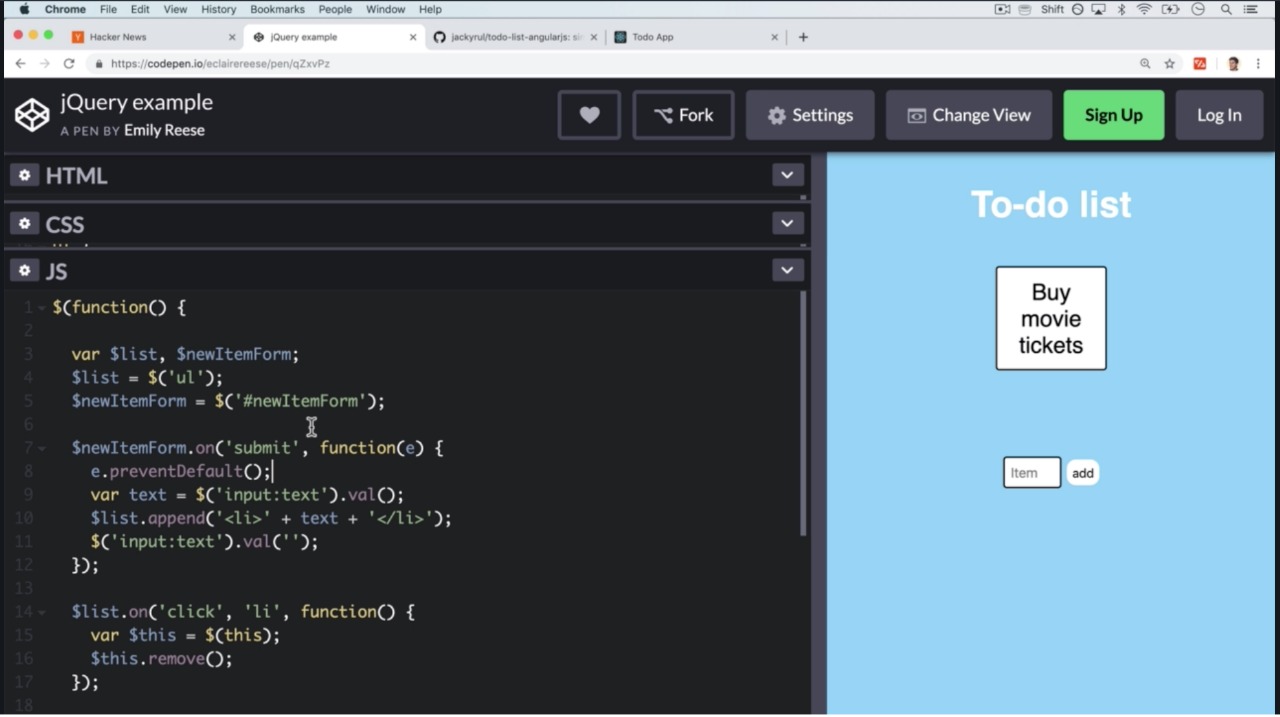 Chrome File Edit View History Bookmarks People Window Help Shift
Hacker News jQuery example jackyrul/todo-list-angularjs: si Todo App
https://codepen.io/eclairereese/pen/qZxvPz
jQuery example
A PEN BY Emily Reese
Fork Settings Change View Sign Up Log In
HTML
CSS
JS
1 $(function() {
2
3 var $list, $newItemForm;
4 $list = $('ul');
5 $newItemForm = $('#newItemForm');
6
7 $newItemForm.on('submit', function(e) {
8 e.preventDefault();
9 var text = $('input:text').val();
10 $list.append('<li>' + text + '</li>');
11 $('input:text').val('');
12 });
13
14 $list.on('click', 'li', function() {
15 var $this = $(this);
16 $this.remove();
17 });
18
To-do list
Buy
movie
tickets
Item add